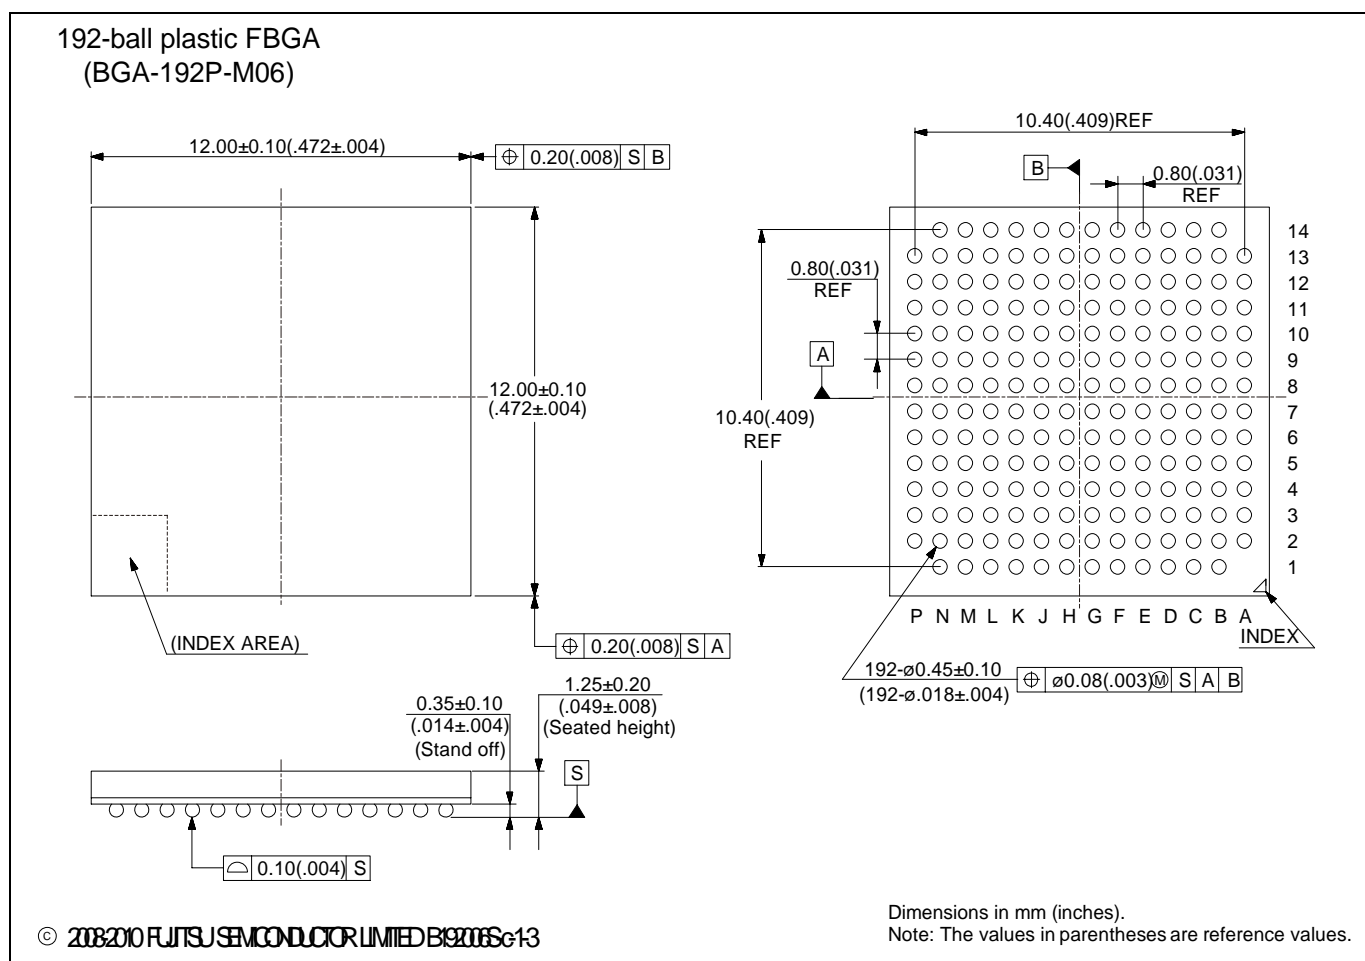 192-ball plastic FBGA
(BGA-192P-M06)
12.00±0.10(.472±.004)
⌖ 0.20(.008) S B
10.40(.409)REF
B
0.80(.031)
REF
14
13
12
11
10
9
8
7
6
5
4
3
2
1
0.80(.031)
REF
A
10.40(.409)
REF
12.00±0.10
(.472±.004)
(INDEX AREA)
⌖ 0.20(.008) S A
P N M L K J H G F E D C B A
INDEX
192-ø0.45±0.10
(192-ø.018±.004)
⌖ ø0.08(.003)Ⓜ S A B
1.25±0.20
(.049±.008)
(Seated height)
0.35±0.10
(.014±.004)
(Stand off)
S
⌓ 0.10(.004) S
© FUJITSU SEMICONDUCTOR LIMITED
Dimensions in mm (inches).
Note: The values in parentheses are reference values.